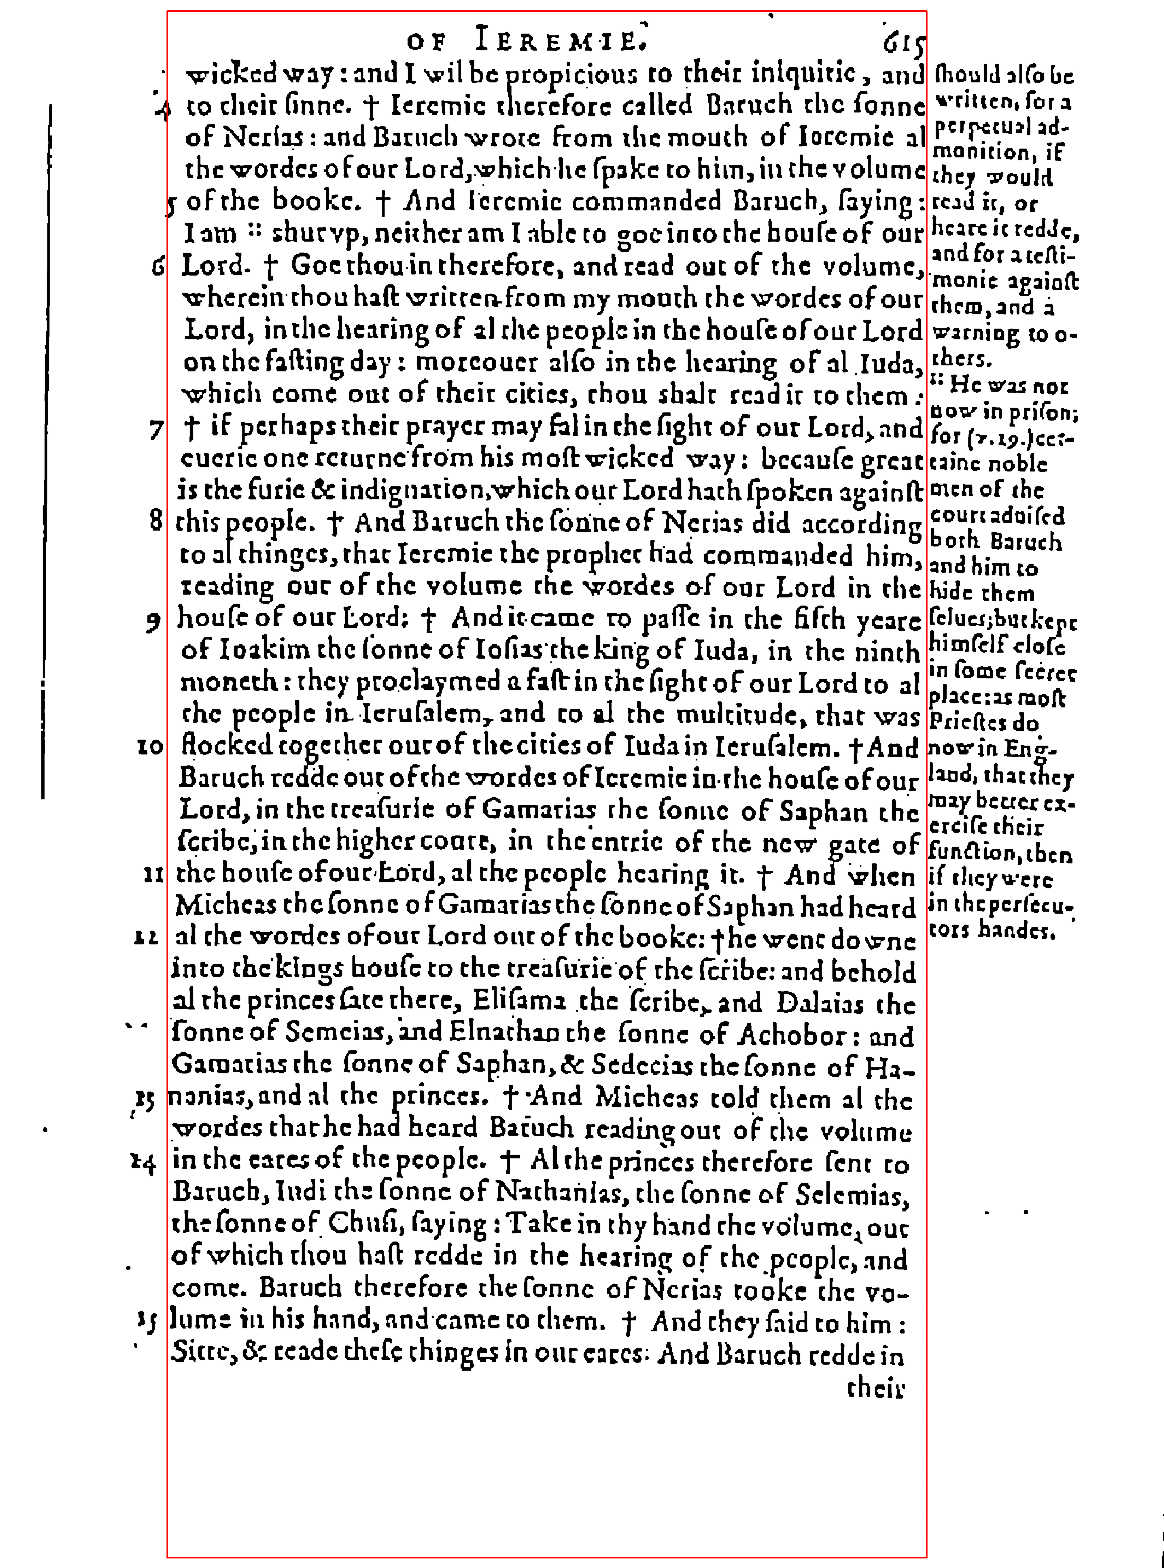 OF IEREMIE. 615
wicked way: and I wil be propicious to their iniquitie, and
4 to their ſinne. † Ieremie therefore called Baruch the ſonne
of Nerias: and Baruch wrote from the mouth of Ieremie al
the wordes of our Lord, which he ſpake to him, in the volume
5 of the booke. † And Ieremie commanded Baruch, ſaying:
I am :: shut vp, neither am I able to goe into the houſe of our
6 Lord. † Goe thou in therefore, and read out of the volume,
wherein thou haſt written from my mouth the wordes of our
Lord, in the hearing of al the people in the houſe of our Lord
on the faſting day: moreouer alſo in the hearing of al Iuda,
which come out of their cities, thou shalt read it to them:
7 † if perhaps their prayer may fal in the ſight of our Lord, and
euerie one returne from his moſt wicked way: becauſe great
is the furie & indignation, which our Lord hath ſpoken againſt
8 this people. † And Baruch the ſonne of Nerias did according
to al thinges, that Ieremie the prophet had commanded him,
reading out of the volume the wordes of our Lord in the
9 houſe of our Lord: † And it came to paſſe in the fifth yeare
of Ioakim the ſonne of Ioſias the king of Iuda, in the ninth
moneth: they proclaymed a faſt in the ſight of our Lord to al
the people in Ieruſalem, and to al the multitude, that was
10 flocked together out of the cities of Iuda in Ieruſalem. † And
Baruch redde out of the wordes of Ieremie in the houſe of our
Lord, in the treaſurie of Gamarias the ſonne of Saphan the
ſcribe, in the higher court, in the entrie of the new gate of
11 the houſe of our Lord, al the people hearing it. † And when
Micheas the ſonne of Gamarias the ſonne of Saphan had heard
12 al the wordes of our Lord out of the booke: † he went downe
into the kings houſe to the treaſurie of the ſcribe: and behold
al the princes ſate there, Eliſama the ſcribe, and Dalaias the
ſonne of Semeias, and Elnathan the ſonne of Achobor: and
Gamarias the ſonne of Saphan, & Sedecias the ſonne of Ha-
13 nanias, and al the princes. † And Micheas told them al the
wordes that he had heard Baruch reading out of the volume
14 in the eares of the people. † Al the princes therefore ſent to
Baruch, Iudi the ſonne of Nathanias, the ſonne of Selemias,
the ſonne of Chuſi, ſaying: Take in thy hand the volume, out
of which thou haſt redde in the hearing of the people, and
come. Baruch therefore the ſonne of Nerias tooke the vo-
15 lume in his hand, and came to them. † And they ſaid to him:
Sitte, & reade theſe thinges in our eares: And Baruch redde in
their
ſhould alſo be
written, for a
perpetual ad-
monition, if
they would
read it, or
heare it redde,
and for a teſti-
monie againſt
them, and a
warning to o-
thers.
:: He was not
now in priſon;
for (v. 19.) cer-
taine noble
men of the
court aduiſed
both Baruch
and him to
hide them
ſelues; but kept
himſelf cloſe
in ſome ſecret
place: as moſt
Prieſtes do
now in Eng-
land, that they
may better ex-
erciſe their
function, then
if they were
in the perſecu-
tors handes.